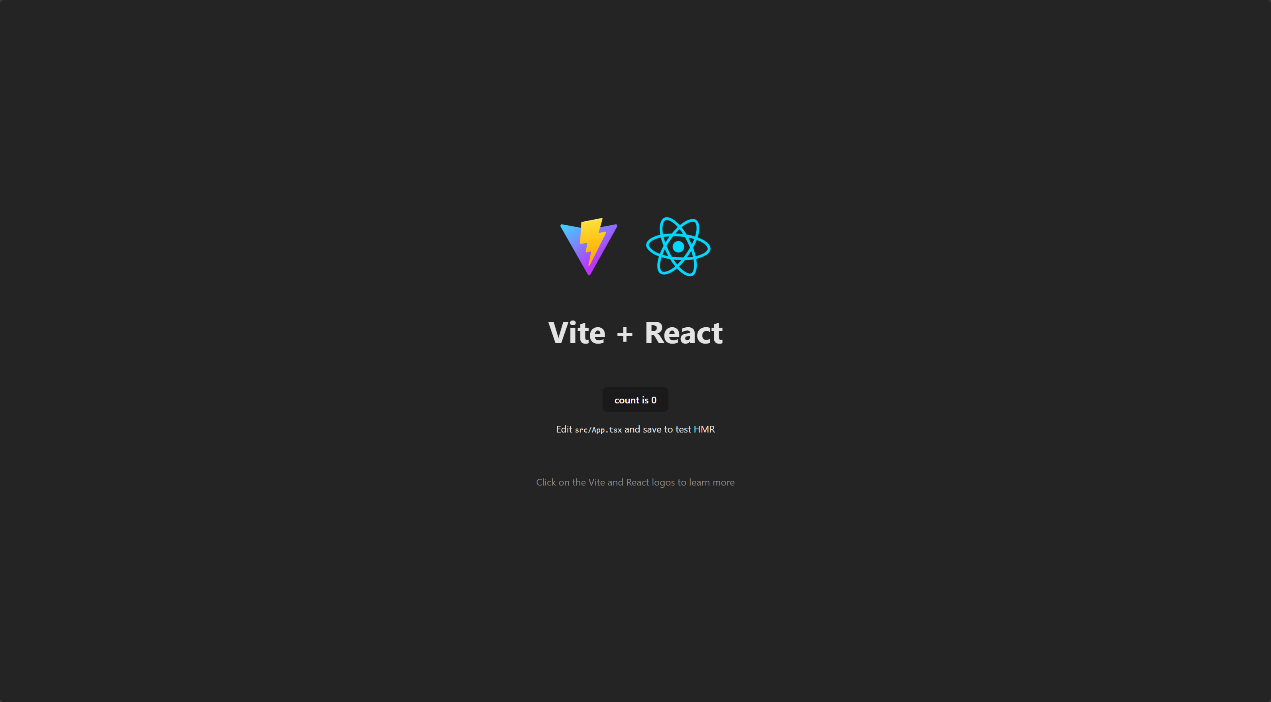 Vite + React
count is 0
Edit src/App.tsx and save to test HMR
Click on the Vite and React logos to learn more